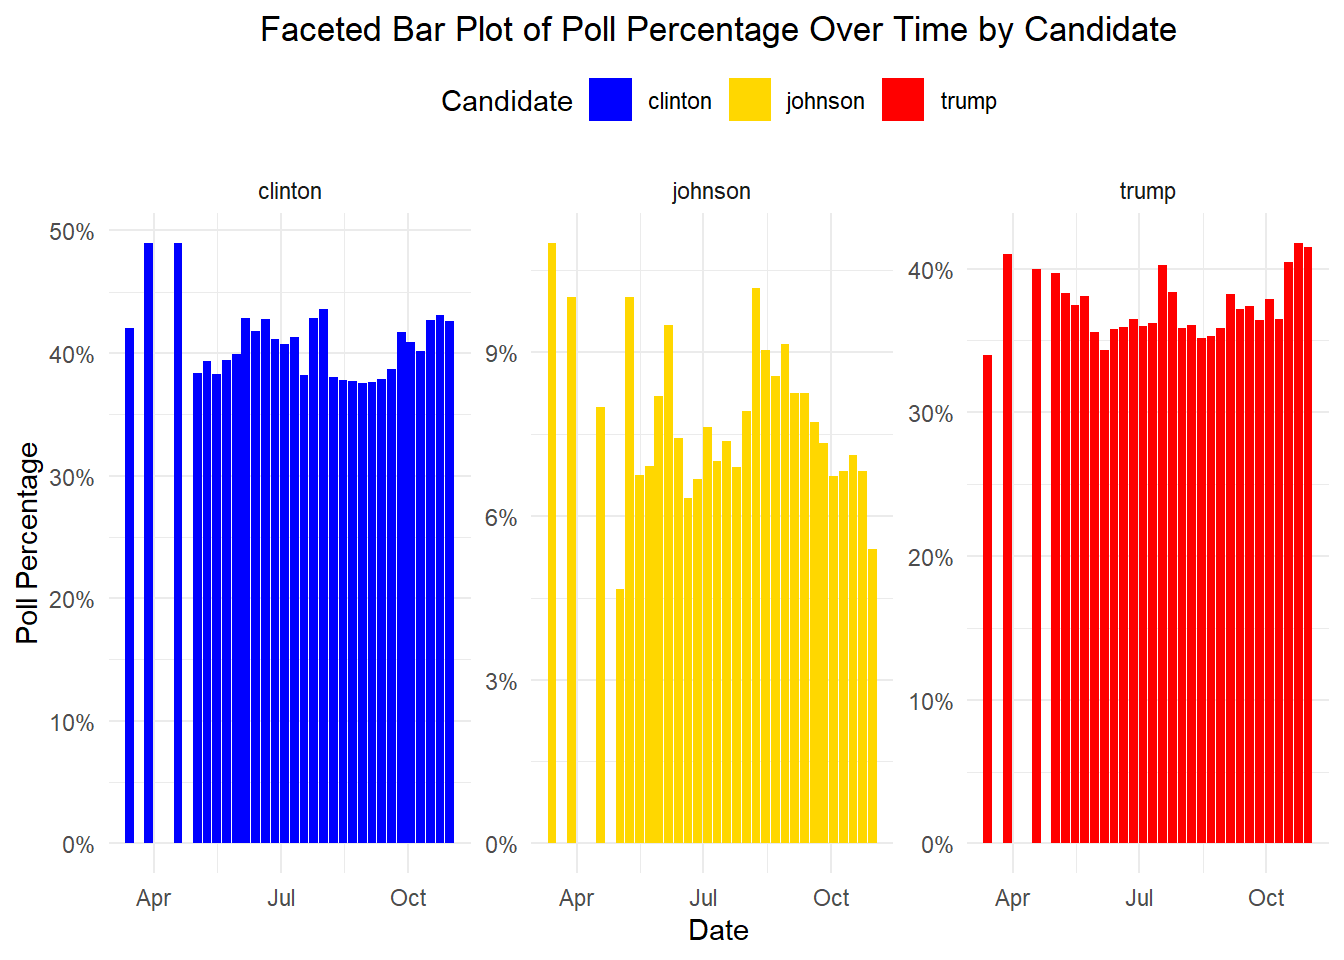 Faceted Bar Plot of Poll Percentage Over Time by Candidate
Candidate clinton johnson trump
clinton johnson trump
Poll Percentage
50%
40%
30%
20%
10%
0%
9%
6%
3%
0%
40%
30%
20%
10%
0%
Apr Jul Oct Apr Jul Oct Apr Jul Oct
Date